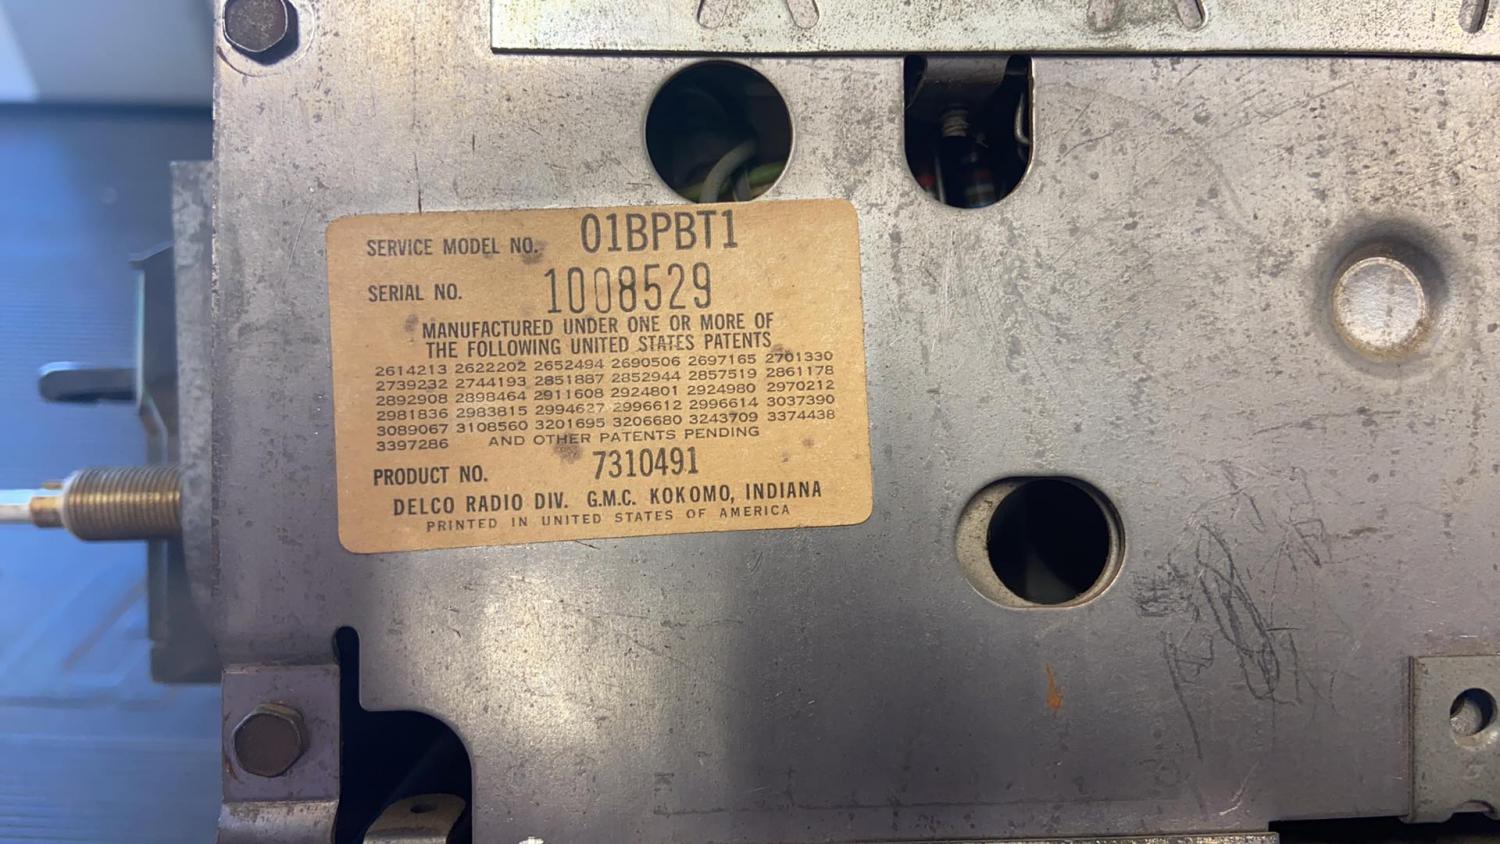 SERVICE MODEL NO. 01BPBT1
SERIAL NO. 1008529
MANUFACTURED UNDER ONE OR MORE OF
THE FOLLOWING UNITED STATES PATENTS
2614213 2622202 2652494 2690506 2697165 2701330
2739232 2744193 2851887 2852944 2857519 2861178
2892908 2898464 2911608 2924801 2924980 2970212
2981836 2983815 2994627 2996612 2996614 3037390
3089067 3108560 3201695 3206680 3243709 3374438
3397286 AND OTHER PATENTS PENDING
PRODUCT NO. 7310491
DELCO RADIO DIV. G.M.C. KOKOMO, INDIANA
PRINTED IN UNITED STATES OF AMERICA